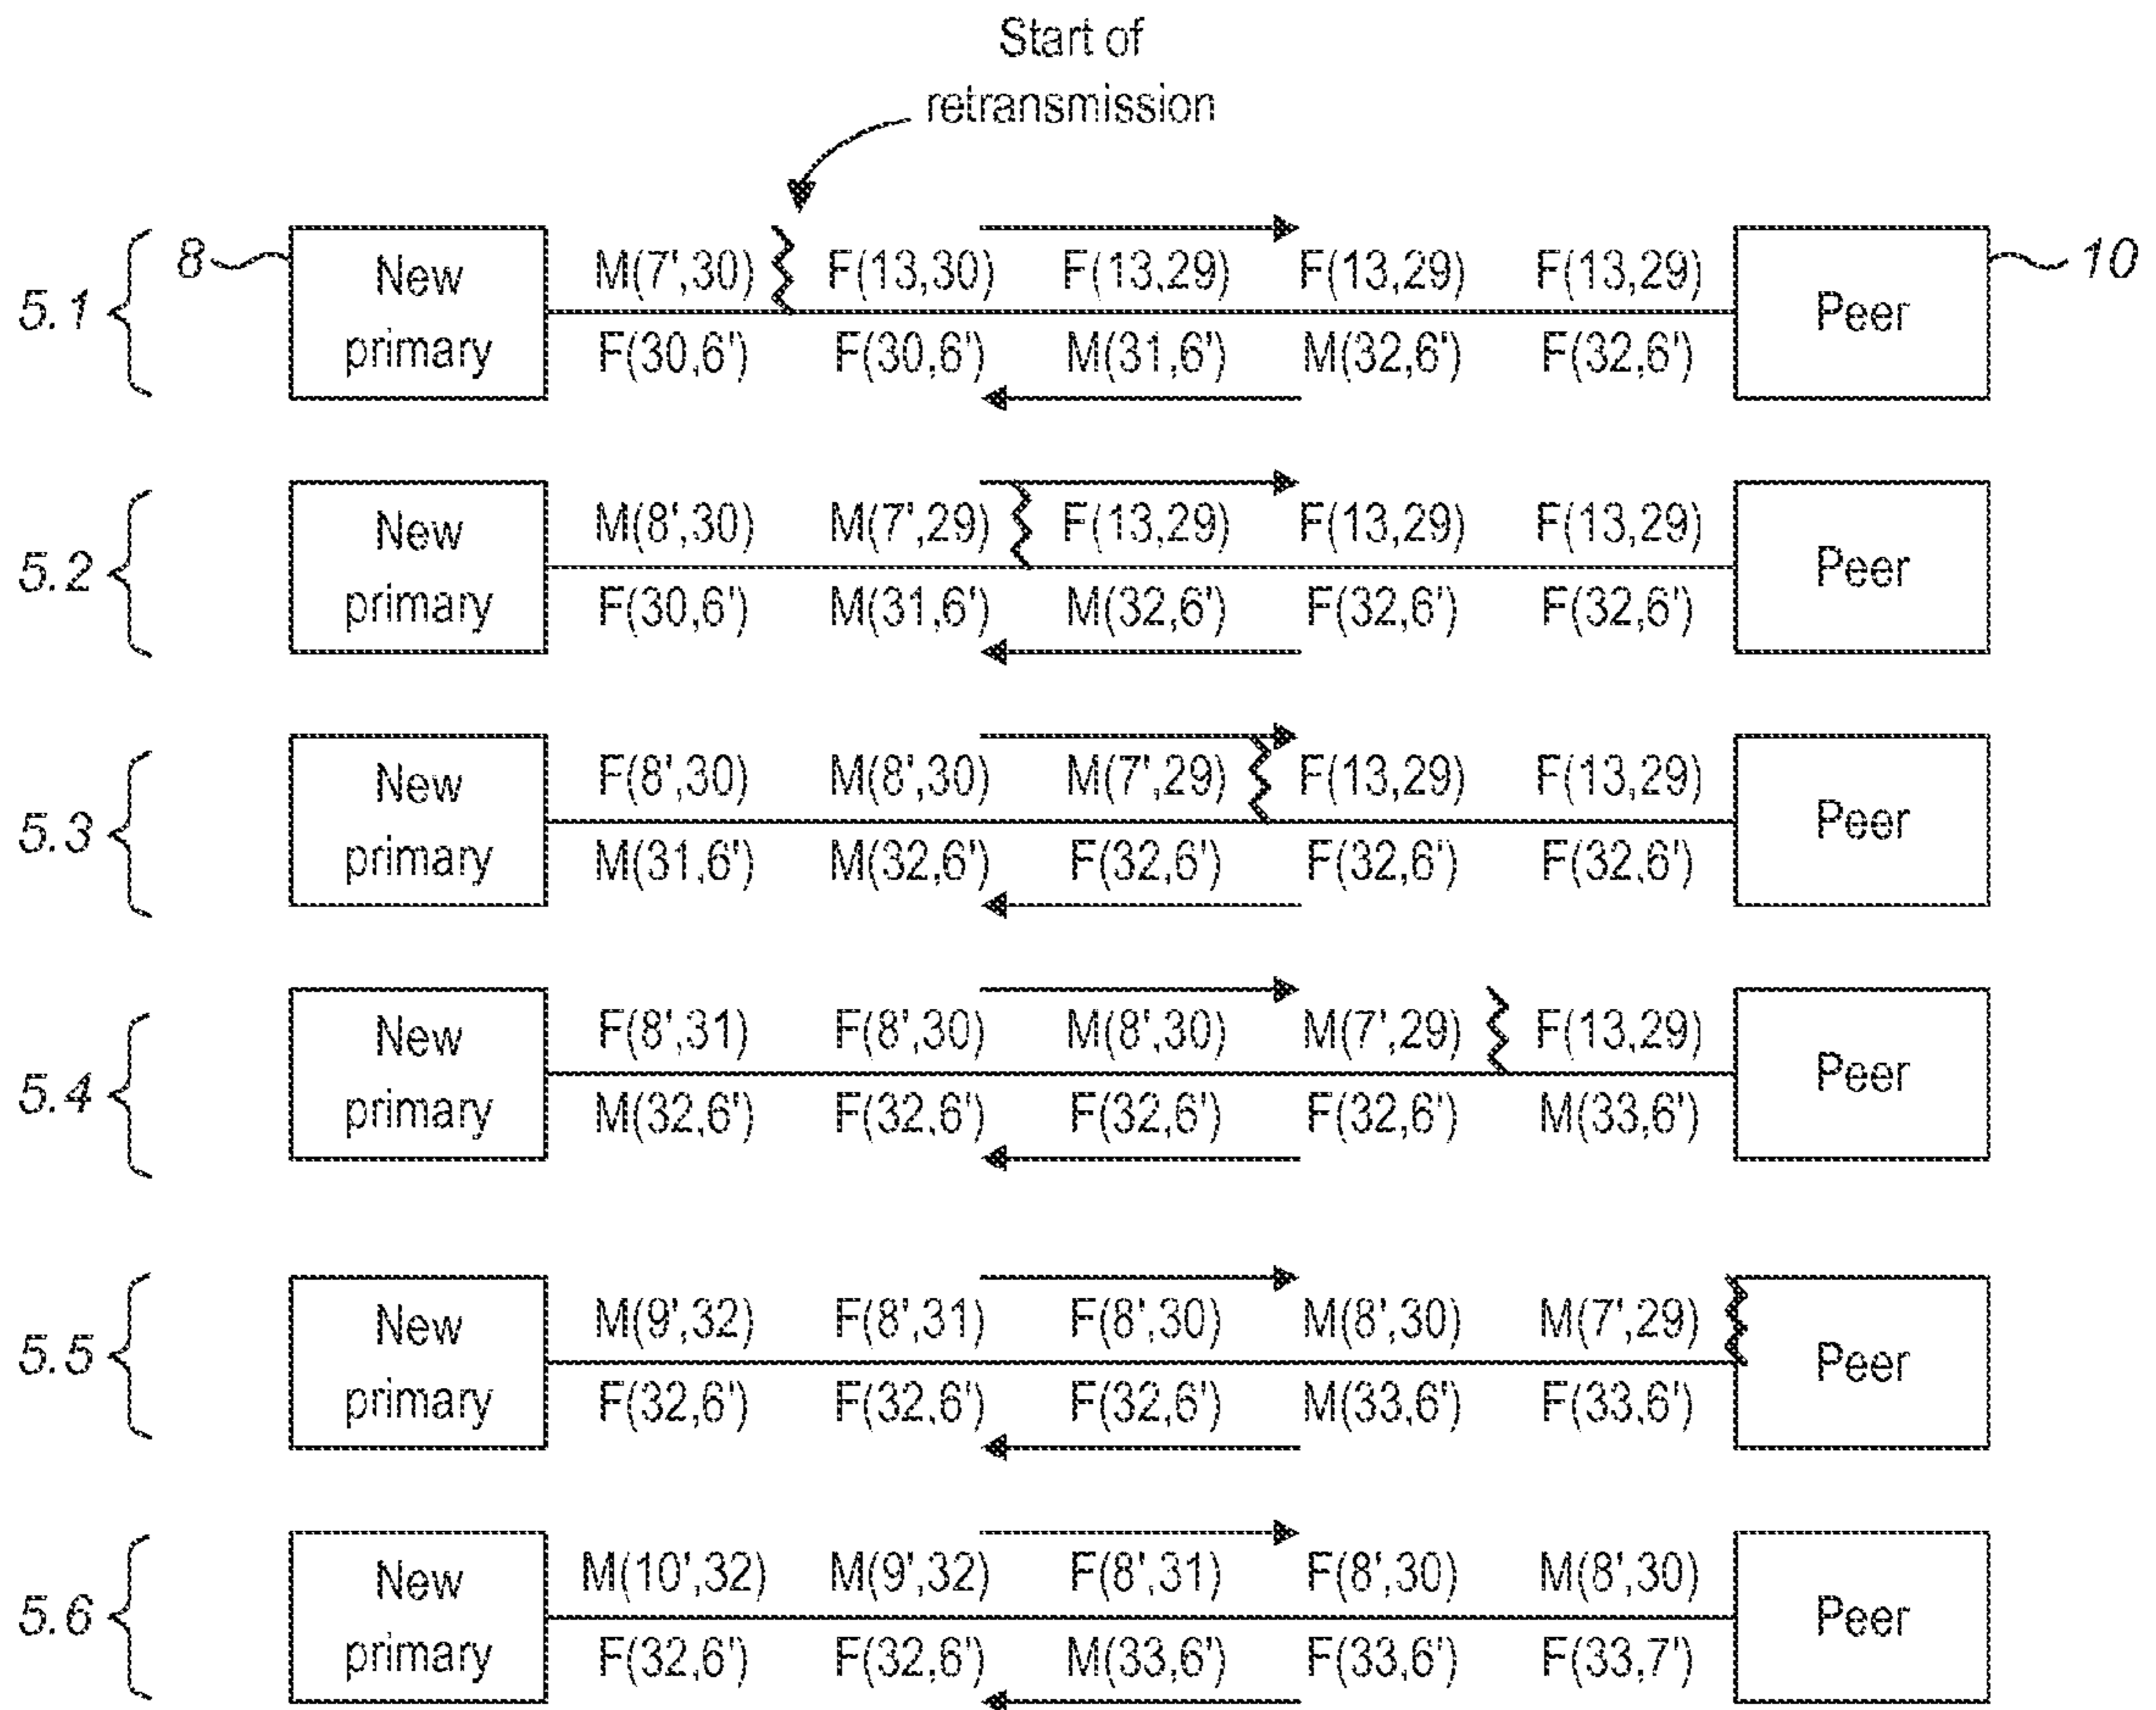 Start of
retransmission
5.1 8 New primary M(7',30) F(13,30) F(13,29) F(13,29) F(13,29) Peer 10
F(30,6') F(30,6') M(31,6') M(32,6') F(32,6')
5.2 New primary M(8',30) M(7',29) F(13,29) F(13,29) F(13,29) Peer
F(30,6') M(31,6') M(32,6') F(32,6') F(32,6')
5.3 New primary F(8',30) M(8',30) M(7',29) F(13,29) F(13,29) Peer
M(31,6') M(32,6') F(32,6') F(32,6') F(32,6')
5.4 New primary F(8',31) F(8',30) M(8',30) M(7',29) F(13,29) Peer
M(32,6') F(32,6') F(32,6') F(32,6') M(33,6')
5.5 New primary M(9',32) F(8',31) F(8',30) M(8',30) M(7',29) Peer
F(32,6') F(32,6') F(32,6') M(33,6') F(33,6')
5.6 New primary M(10',32) M(9',32) F(8',31) F(8',30) M(8',30) Peer
F(32,6') F(32,6') M(33,6') F(33,6') F(33,7')